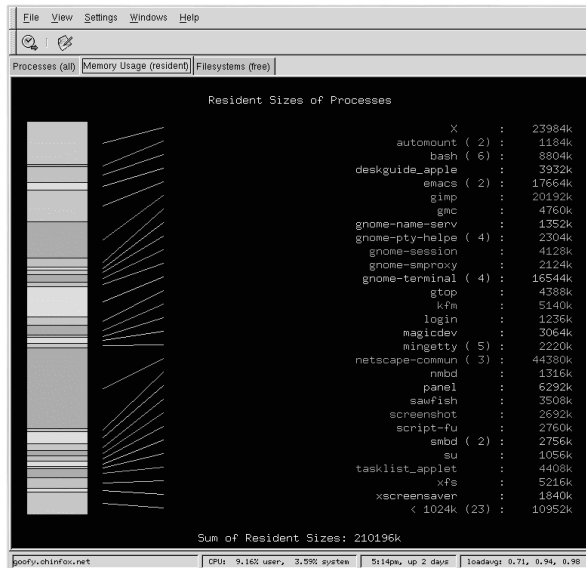 File View Settings Windows Help
Processes (all) Memory Usage (resident) Filesystems (free)
Resident Sizes of Processes
X : 23984k
automount ( 2) : 1184k
bash ( 6) : 8804k
deskguide_apple : 3932k
emacs ( 2) : 17664k
gimp : 20192k
gmc : 4760k
gnome-name-serv : 1352k
gnome-pty-helpe ( 4) : 2304k
gnome-session : 4128k
gnome-smproxy : 2124k
gnome-terminal ( 4) : 16544k
gtop : 4388k
kfm : 5140k
login : 1236k
magicdev : 3064k
mingetty ( 5) : 2220k
netscape-commun ( 3) : 44380k
nmbd : 1316k
panel : 6292k
sawfish : 3508k
screenshot : 2692k
script-fu : 2760k
smbd ( 2) : 2756k
su : 1056k
tasklist_applet : 4408k
xfs : 5216k
xscreensaver : 1840k
< 1024k (23) : 10952k
Sum of Resident Sizes: 210196k
goofy.chinfox.net CPU: 9.16% user, 3.59% system 5:14pm, up 2 days loadavg: 0.71, 0.94, 0.98